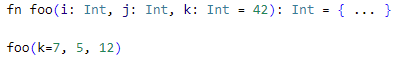 fn foo(i: Int, j: Int, k: Int = 42): Int = { ... }
foo(k=7, 5, 12)